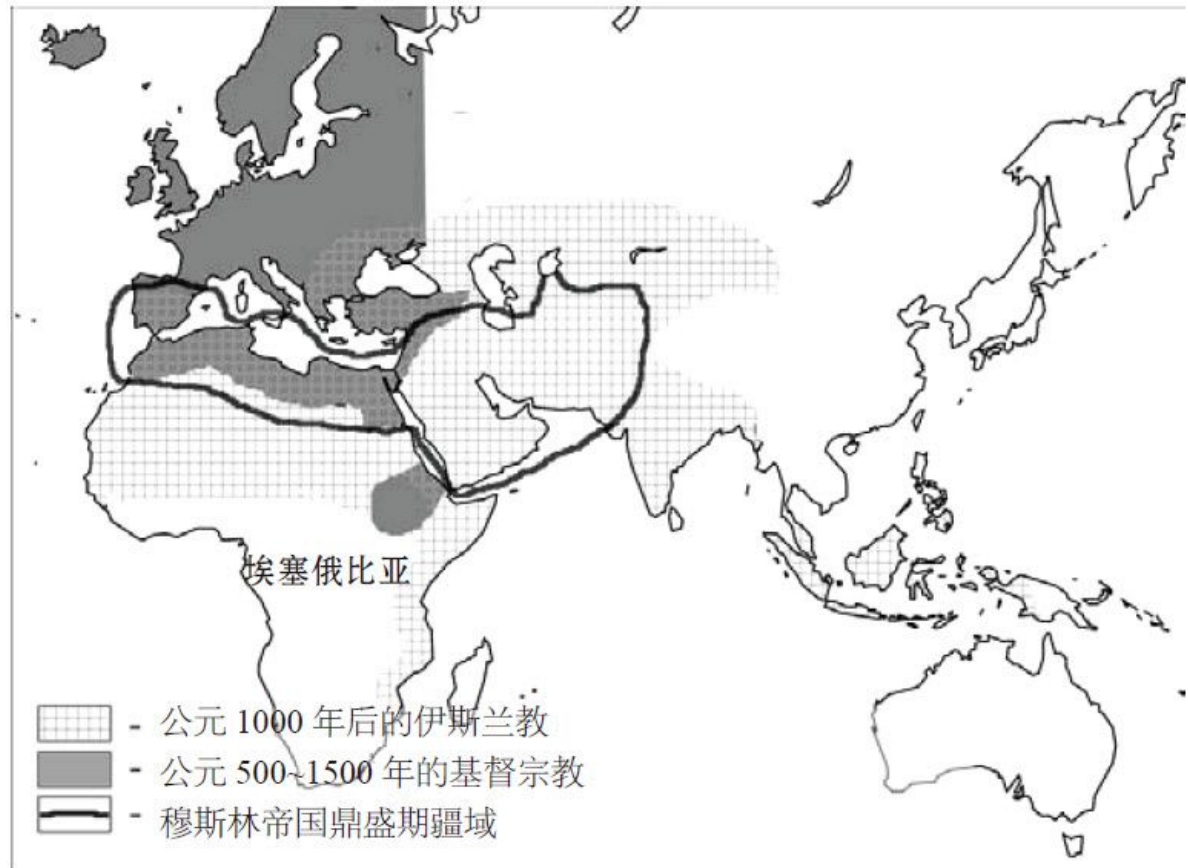 埃塞俄比亚
- 公元 1000 年后的伊斯兰教
- 公元 500~1500 年的基督宗教
- 穆斯林帝国鼎盛期疆域